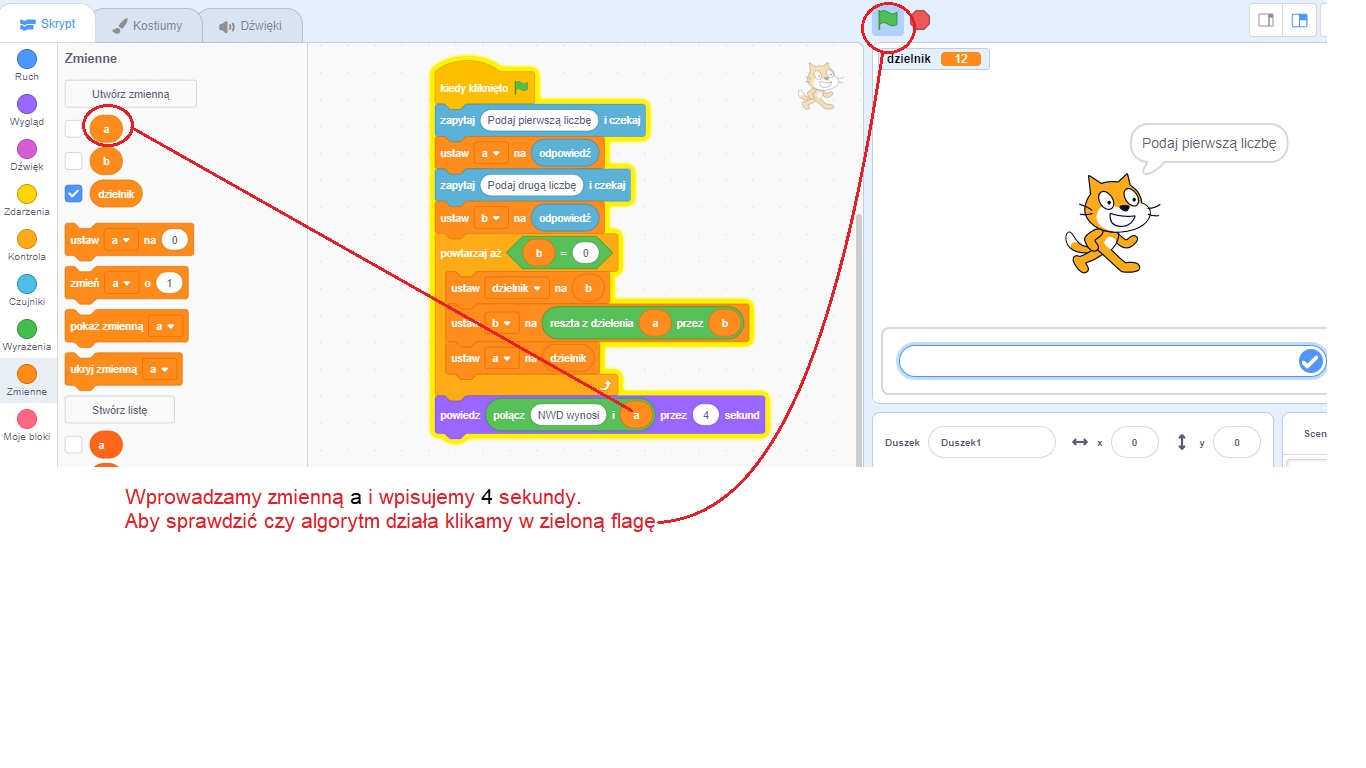 Skrypt
Kostiumy
Dźwięki
Ruch
Wygląd
Dźwięk
Zdarzenia
Kontrola
Czujniki
Wyrażenia
Zmienne
Moje bloki
Zmienne
Utwórz zmienną
a
b
dzielnik
ustaw a na 0
zmień a o 1
pokaż zmienną a
ukryj zmienną a
Stwórz listę
a
kiedy kliknięto
zapytaj Podaj pierwszą liczbę i czekaj
ustaw a na odpowiedź
zapytaj Podaj drugą liczbę i czekaj
ustaw b na odpowiedź
powtarzaj aż b = 0
ustaw dzielnik na b
ustaw b na reszta z dzielenia a przez b
ustaw a na dzielnik
powiedz połącz NWD wynosi i a przez 4 sekund
dzielnik 12
Podaj pierwszą liczbę
Duszek Duszek1 x 0 y 0
Scen
Wprowadzamy zmienną a i wpisujemy 4 sekundy.
Aby sprawdzić czy algorytm działa klikamy w zieloną flagę